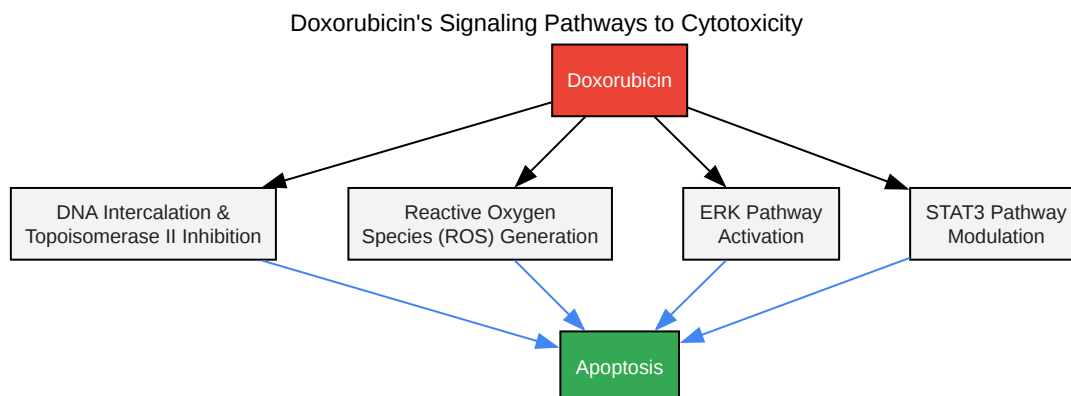 Doxorubicin's Signaling Pathways to Cytotoxicity
Doxorubicin
DNA Intercalation &
Topoisomerase II Inhibition
Reactive Oxygen
Species (ROS) Generation
ERK Pathway
Activation
STAT3 Pathway
Modulation
Apoptosis